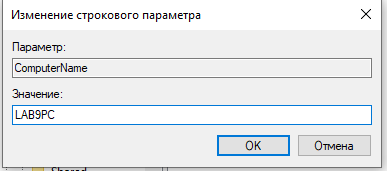 Изменение строкового параметра
Параметр:
ComputerName
Значение:
LAB9PC
OK
Отмена